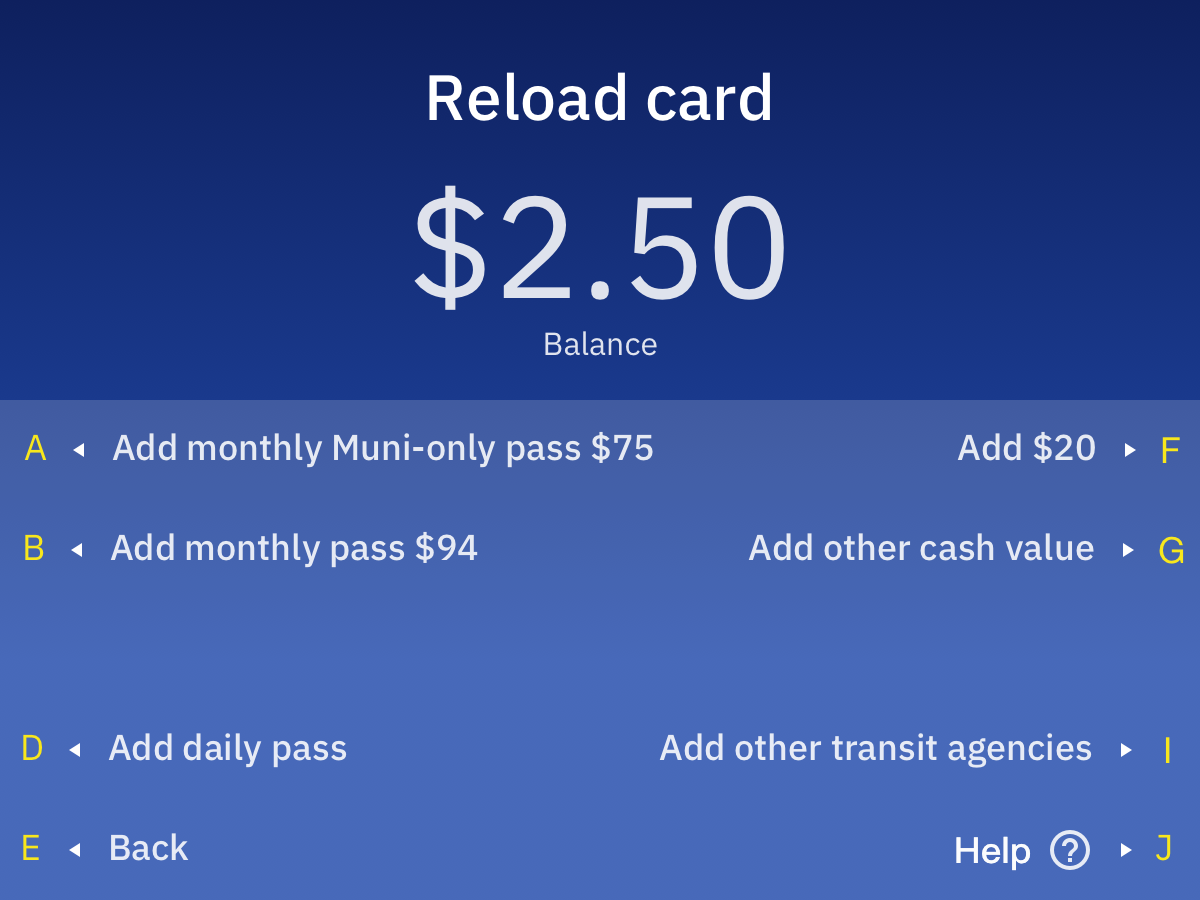 Reload card
$2.50
Balance
A Add monthly Muni-only pass $75
Add $20 F
B Add monthly pass $94
Add other cash value G
D Add daily pass
Add other transit agencies I
E Back
Help ? J